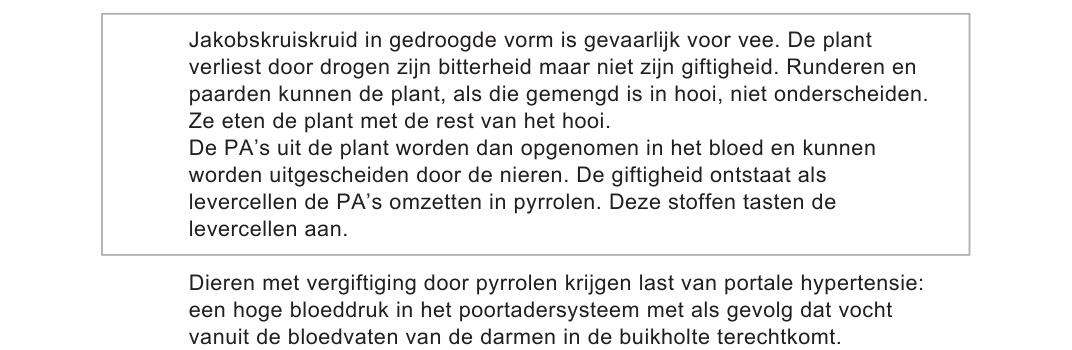 Jakobskruiskruid in gedroogde vorm is gevaarlijk voor vee. De plant
verliest door drogen zijn bitterheid maar niet zijn giftigheid. Runderen en
paarden kunnen de plant, als die gemengd is in hooi, niet onderscheiden.
Ze eten de plant met de rest van het hooi.
De PA's uit de plant worden dan opgenomen in het bloed en kunnen
worden uitgescheiden door de nieren. De giftigheid ontstaat als
levercellen de PA's omzetten in pyrrolen. Deze stoffen tasten de
levercellen aan.
Dieren met vergiftiging door pyrrolen krijgen last van portale hypertensie:
een hoge bloeddruk in het poortadersysteem met als gevolg dat vocht
vanuit de bloedvaten van de darmen in de buikholte terechtkomt.